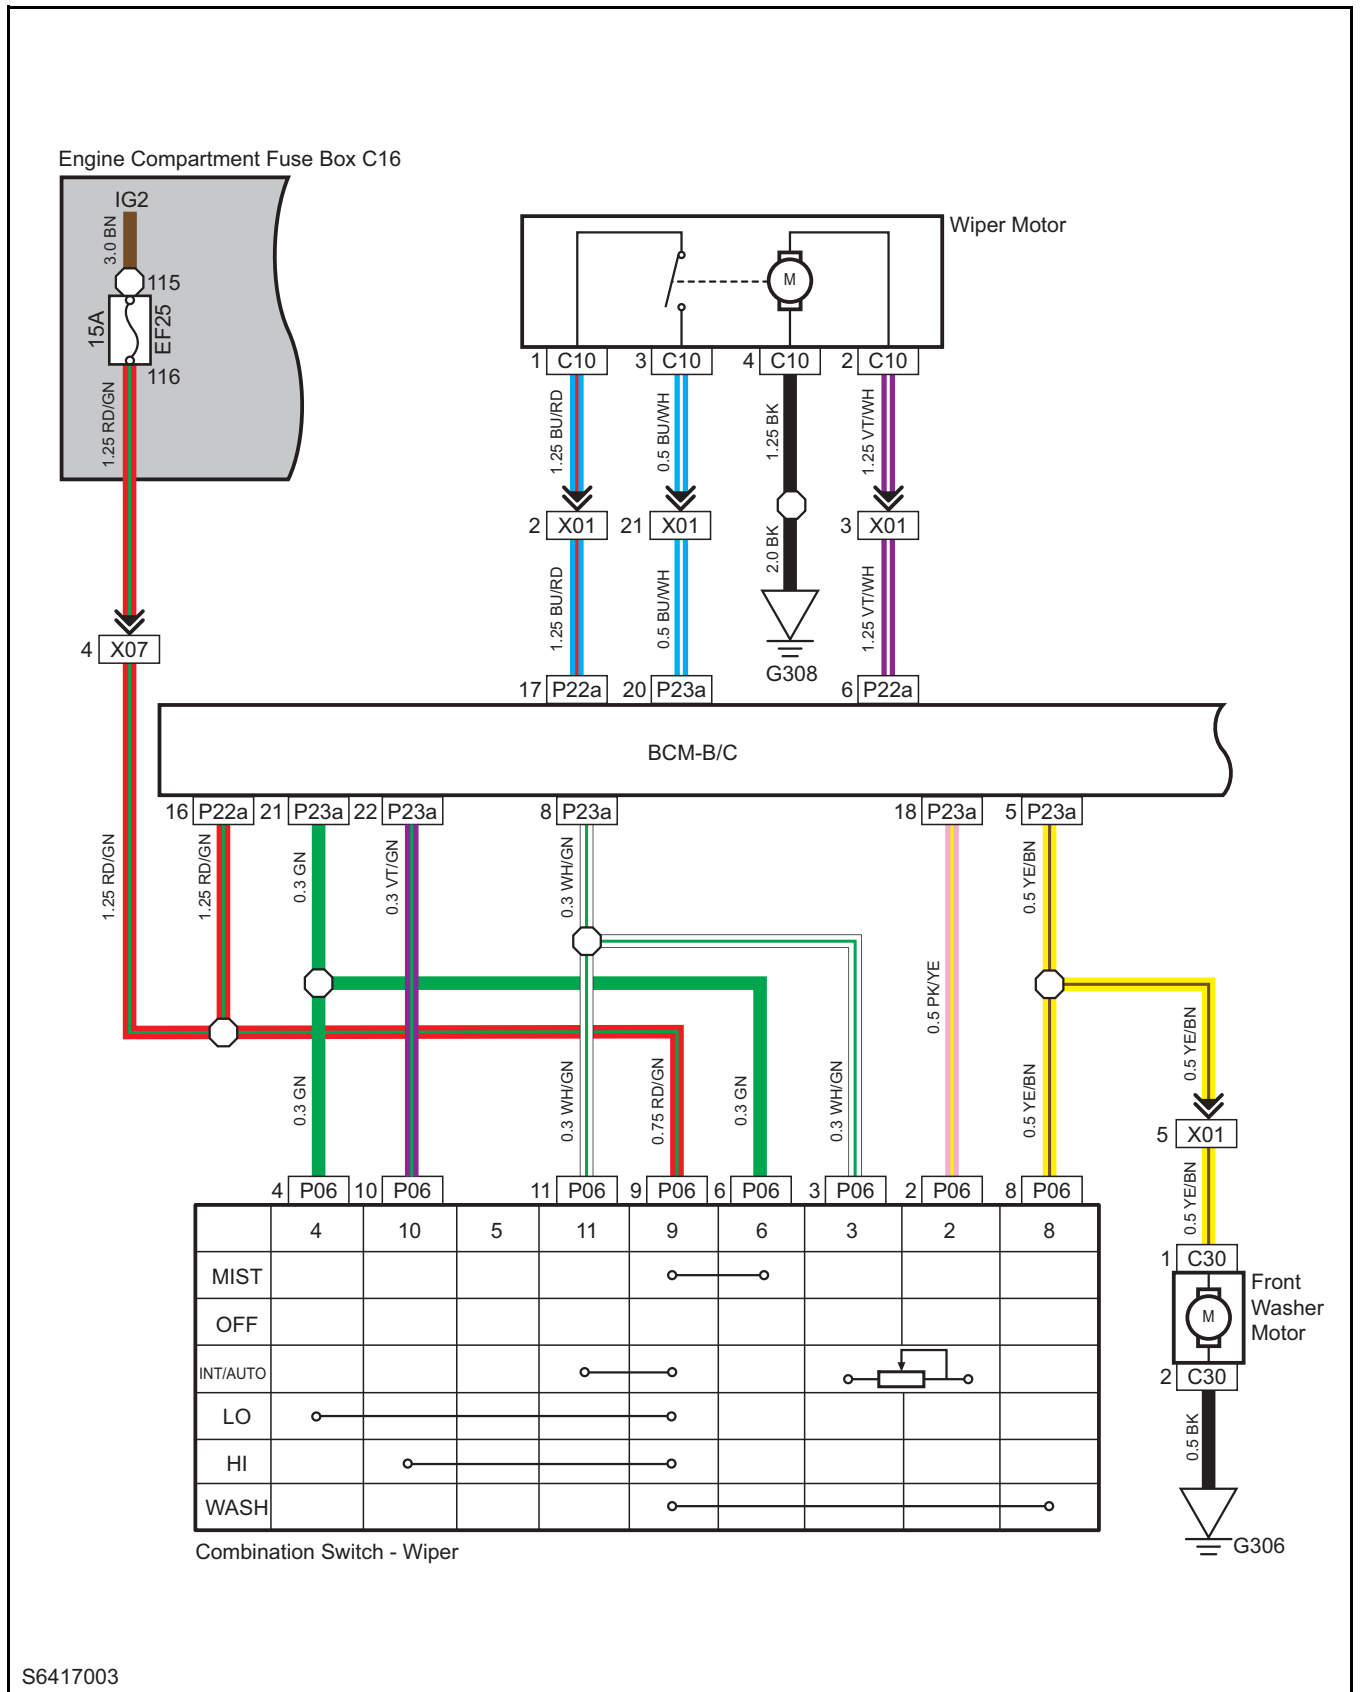 Engine Compartment Fuse Box C16
IG2
3.0 BN
115
15A
EF25
116
1.25 RD/GN
Wiper Motor
M
1 C10
3 C10
4 C10
2 C10
1.25 BU/RD
0.5 BU/WH
1.25 BK
1.25 VT/WH
2 X01
21 X01
3 X01
1.25 BU/RD
0.5 BU/WH
2.0 BK
1.25 VT/WH
G308
4 X07
17 P22a
20 P23a
6 P22a
BCM-B/C
16 P22a
21 P23a
22 P23a
8 P23a
18 P23a
5 P23a
1.25 RD/GN
1.25 RD/GN
0.3 GN
0.3 VT/GN
0.3 WH/GN
0.5 YE/BN
0.5 PK/YE
0.3 GN
0.3 WH/GN
0.75 RD/GN
0.3 GN
0.3 WH/GN
0.5 YE/BN
0.5 YE/BN
5 X01
0.5 YE/BN
4 P06
10 P06
11 P06
9 P06
6 P06
3 P06
2 P06
8 P06
4 10 5 11 9 6 3 2 8
MIST
OFF
INT/AUTO
LO
HI
WASH
Combination Switch - Wiper
1 C30
M
Front
Washer
Motor
2 C30
0.5 BK
G306
S6417003